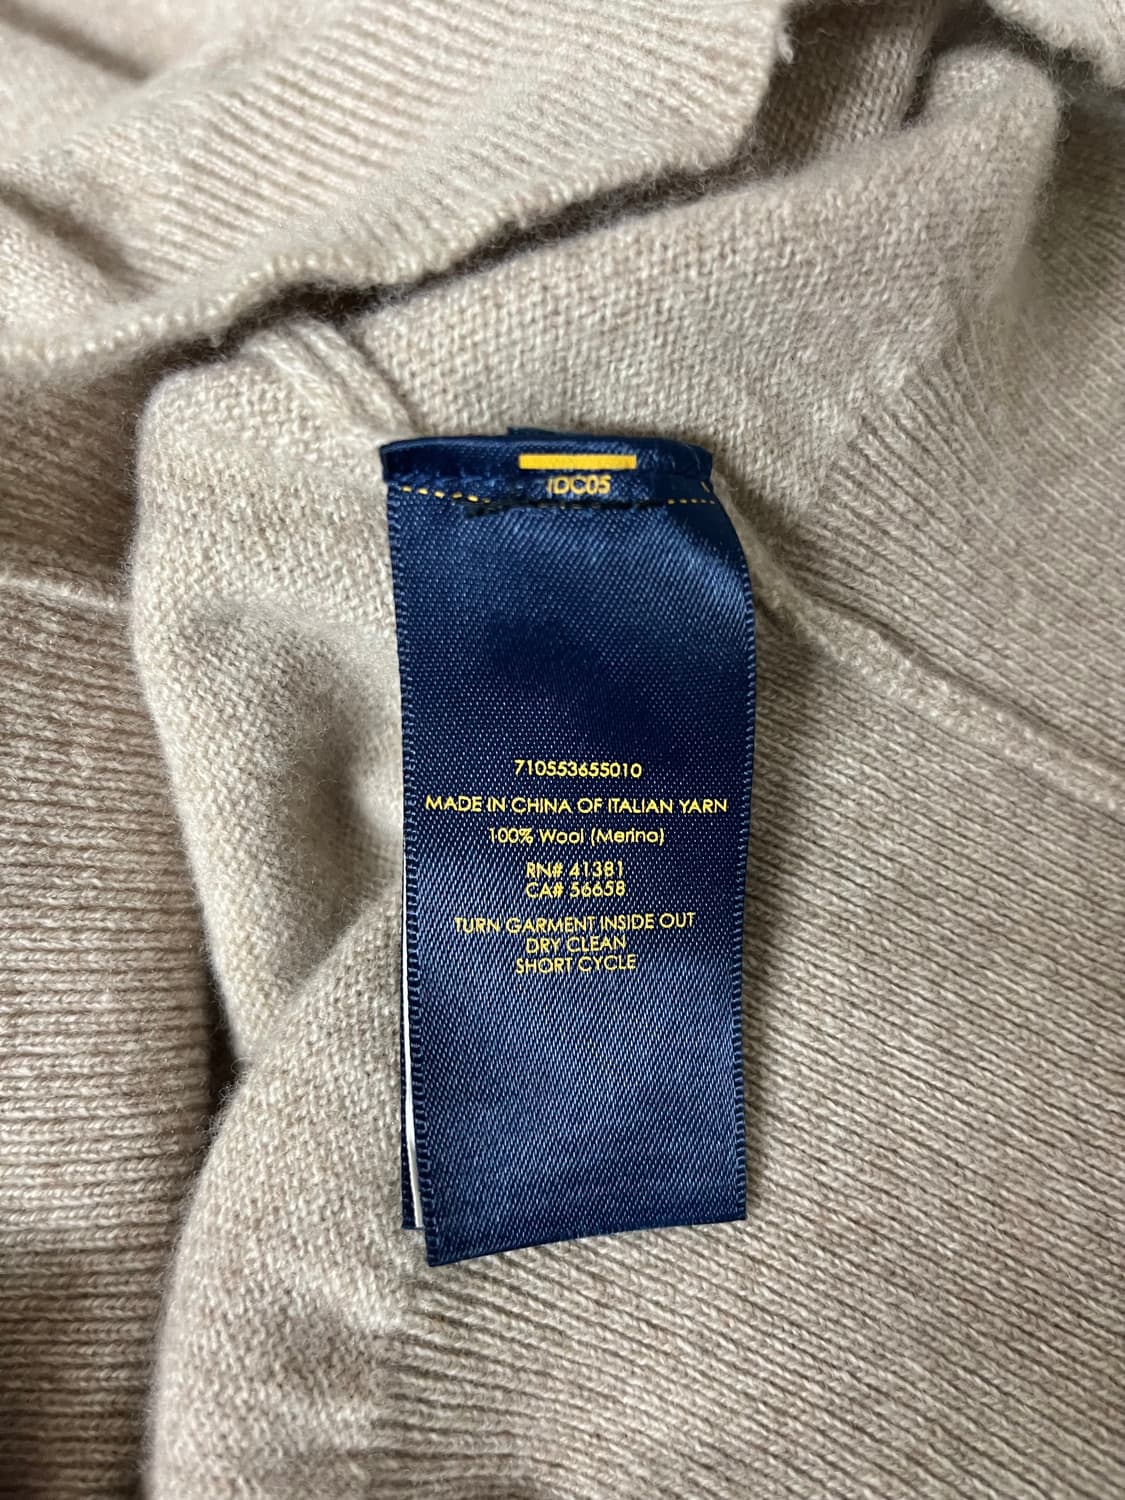 710553655010
MADE IN CHINA OF ITALIAN YARN
100% Wool (Merino)
RN# 41381
CA# 56658
TURN GARMENT INSIDE OUT
DRY CLEAN
SHORT CYCLE